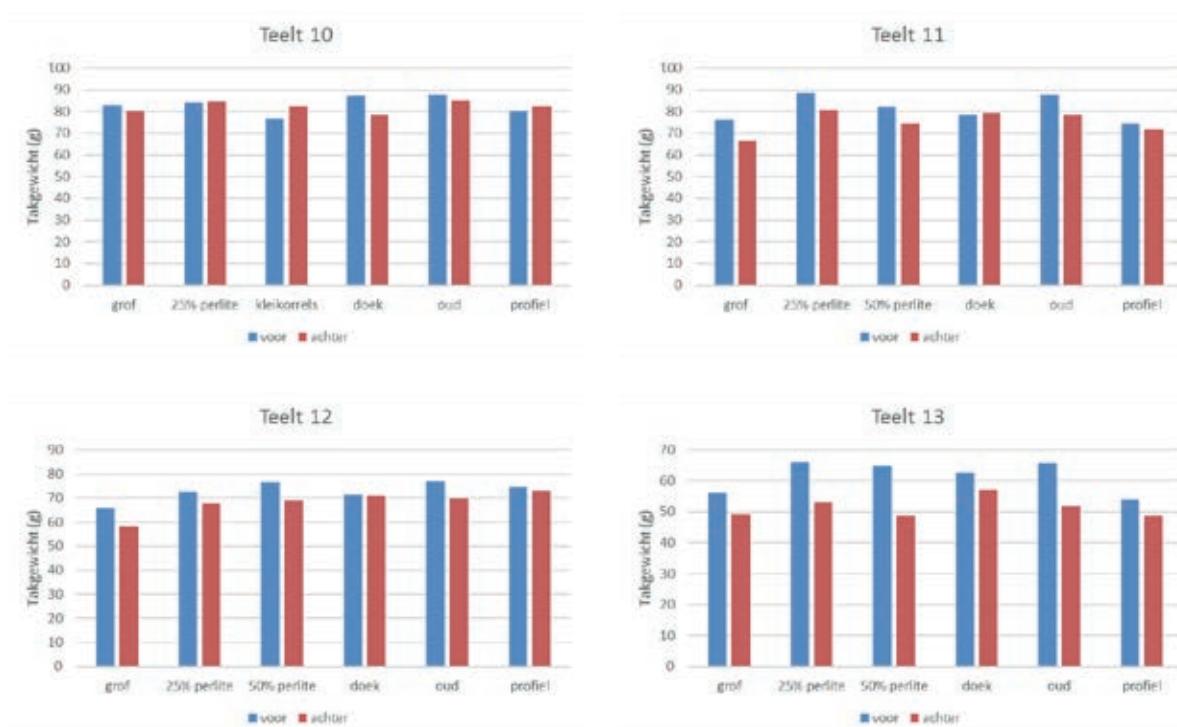 Teelt 10
Takgewicht (g)
100
90
80
70
60
50
40
30
20
10
0
grof 25% perlite kleikorrels doek oud profiel
voor achter
Teelt 11
Takgewicht (g)
100
90
80
70
60
50
40
30
20
10
0
grof 25% perlite 50% perlite doek oud profiel
voor achter
Teelt 12
Takgewicht (g)
90
80
70
60
50
40
30
20
10
0
grof 25% perlite 50% perlite doek oud profiel
voor achter
Teelt 13
Takgewicht (g)
70
60
50
40
30
20
10
0
grof 25% perlite 50% perlite doek oud profiel
voor achter